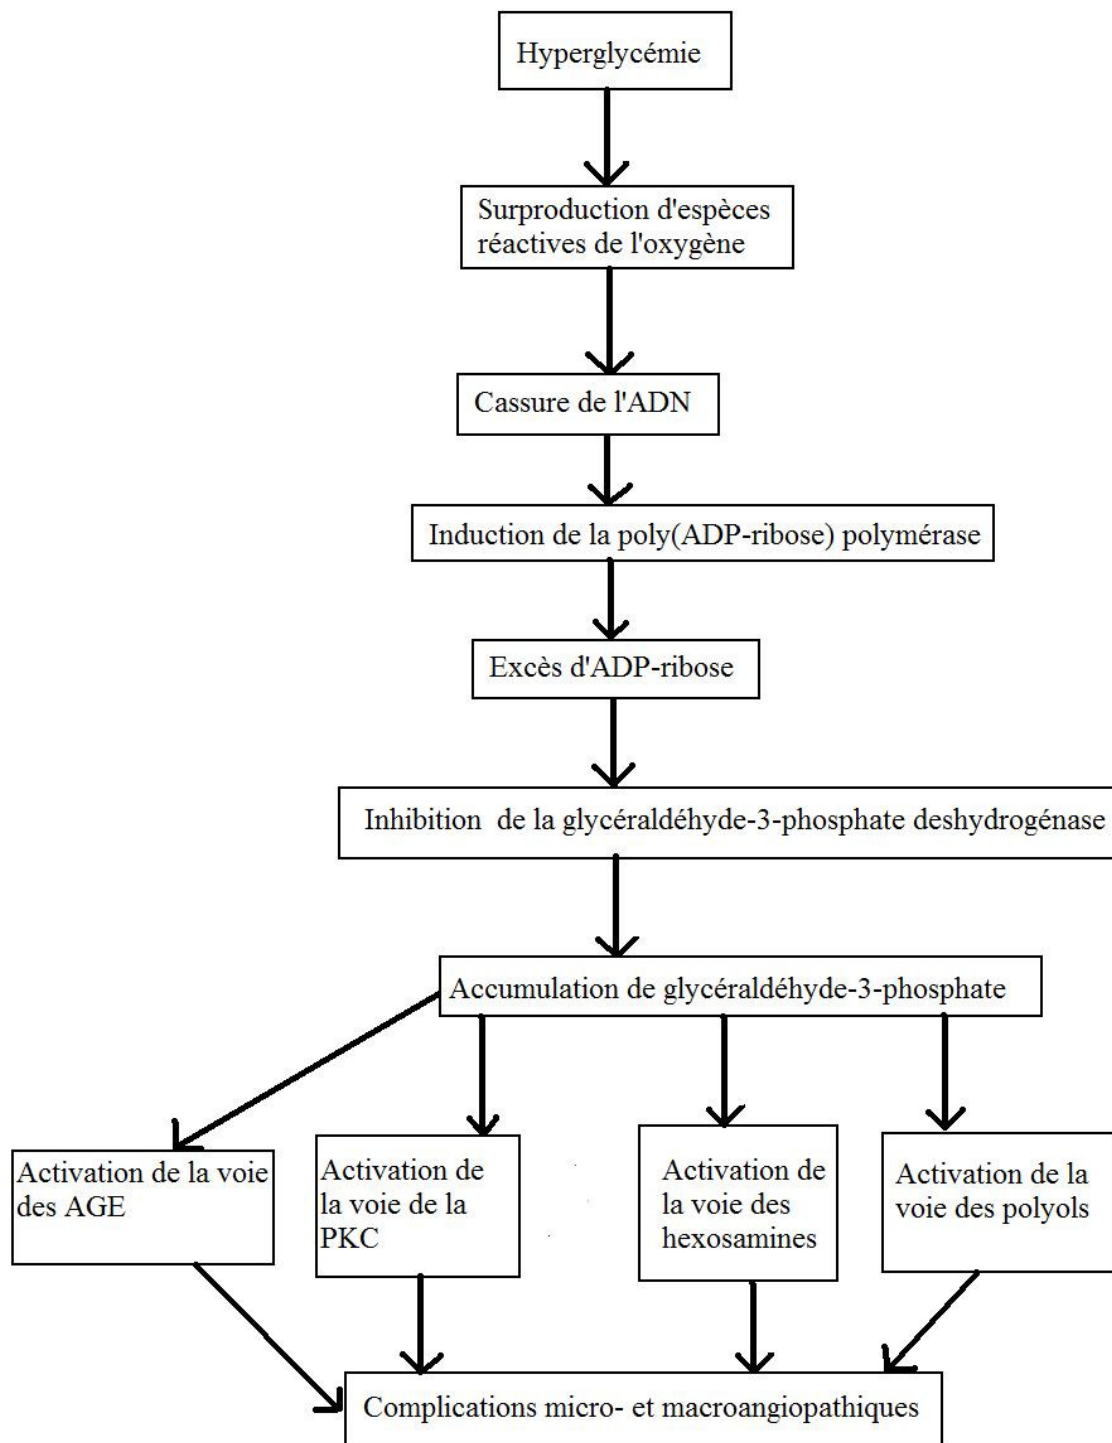 Hyperglycémie
Surproduction d'espèces
réactives de l'oxygène
Cassure de l'ADN
Induction de la poly(ADP-ribose) polymérase
Excès d'ADP-ribose
Inhibition de la glycéraldéhyde-3-phosphate deshydrogénase
Accumulation de glycéraldéhyde-3-phosphate
Activation de la voie
des AGE
Activation de
la voie de la
PKC
Activation de
la voie des
hexosamines
Activation de la
voie des polyols
Complications micro- et macroangiopathiques